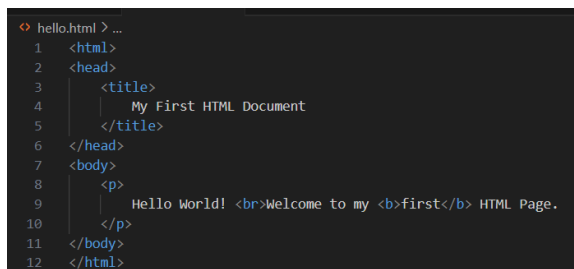 <> hello.html > ...
1 <html>
2 <head>
3 <title>
4 My First HTML Document
5 </title>
6 </head>
7 <body>
8 <p>
9 Hello World! <br>Welcome to my <b>first</b> HTML Page.
10 </p>
11 </body>
12 </html>